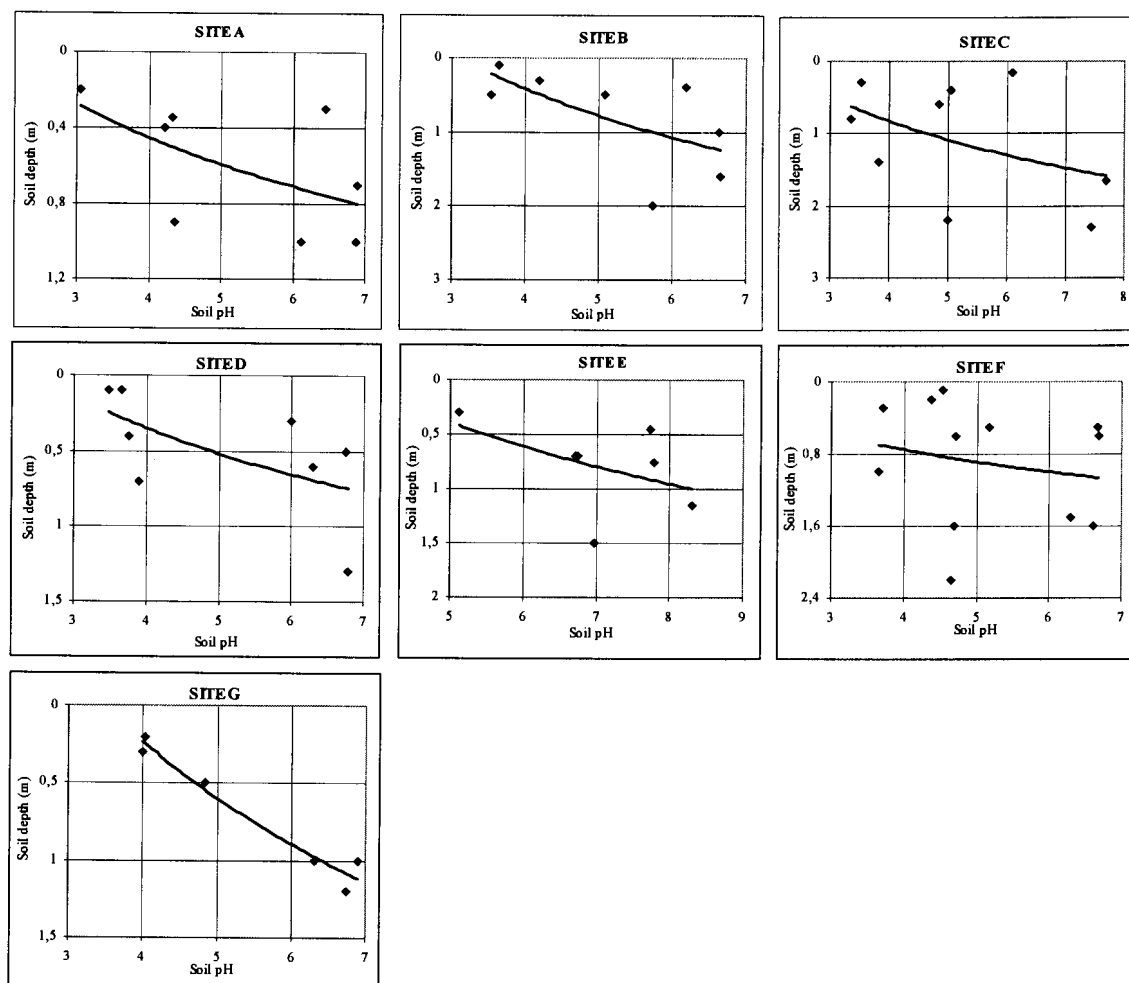 SITEA
0
0,4
0,8
1,2
Soil depth (m)
3 4 5 6 7
Soil pH
SITEB
0
1
2
3
Soil depth (m)
3 4 5 6 7
Soil pH
SITEC
0
1
2
3
Soil depth (m)
3 4 5 6 7 8
Soil pH
SITED
0
0,5
1
1,5
Soil depth (m)
3 4 5 6 7
Soil pH
SITEE
0
0,5
1
1,5
2
Soil depth (m)
5 6 7 8 9
Soil pH
SITEF
0
0,8
1,6
2,4
Soil depth (m)
3 4 5 6 7
Soil pH
SITEG
0
0,5
1
1,5
Soil depth (m)
3 4 5 6 7
Soil pH